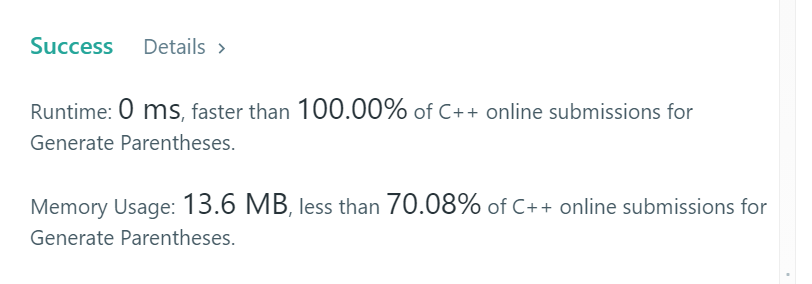 Success Details >
Runtime: 0 ms, faster than 100.00% of C++ online submissions for
Generate Parentheses.
Memory Usage: 13.6 MB, less than 70.08% of C++ online submissions for
Generate Parentheses.